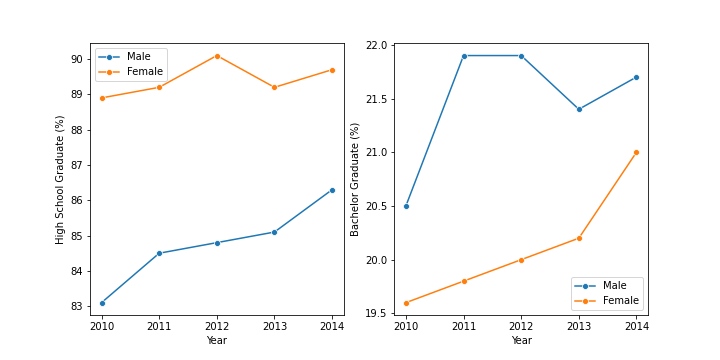 Male
Female
90
89
88
87
86
85
84
83
High School Graduate (%)
2010 2011 2012 2013 2014
Year
22.0
21.5
21.0
20.5
20.0
19.5
Bachelor Graduate (%)
Male
Female
2010 2011 2012 2013 2014
Year